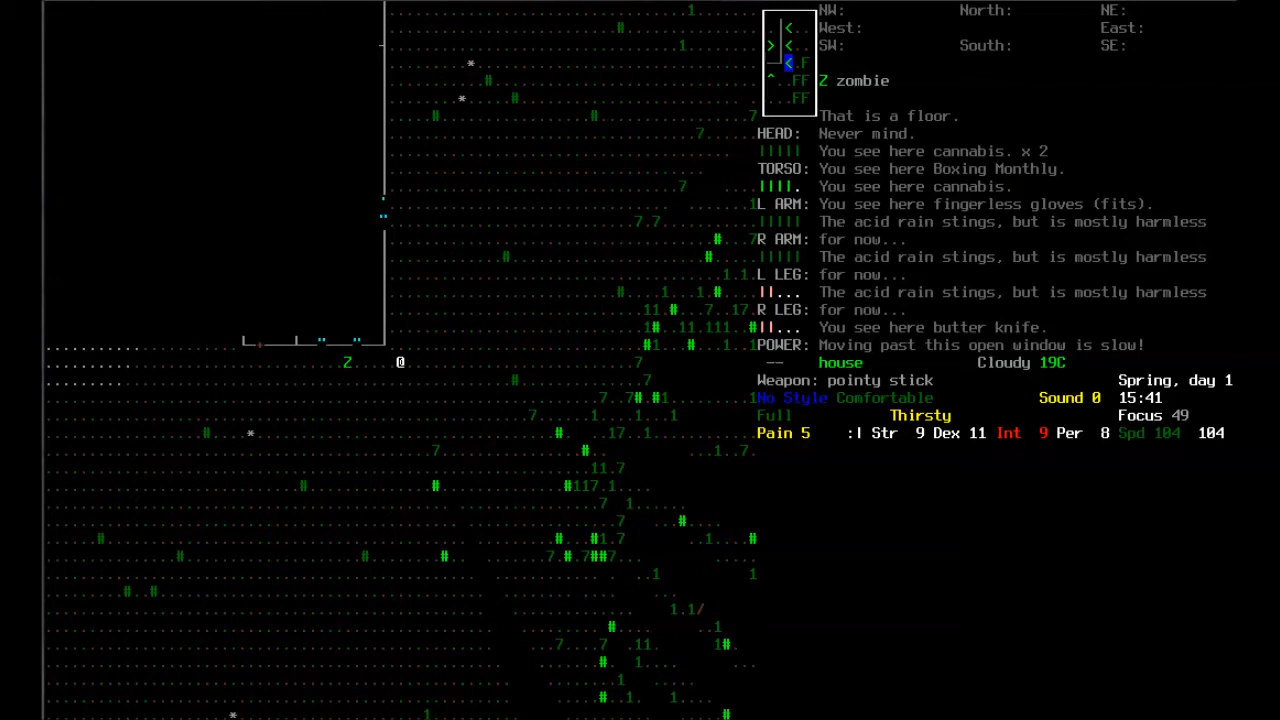 NW: North: NE:
West: East:
SW: South: SE:
Z zombie
That is a floor.
HEAD: Never mind.
||||| You see here cannabis. x 2
TORSO: You see here Boxing Monthly.
||||. You see here cannabis.
L ARM: You see here fingerless gloves (fits).
||||| The acid rain stings, but is mostly harmless
R ARM: for now...
||||| The acid rain stings, but is mostly harmless
L LEG: for now...
||... The acid rain stings, but is mostly harmless
R LEG: for now...
||... You see here butter knife.
POWER: Moving past this open window is slow!
-- house Cloudy 19C
Weapon: pointy stick Spring, day 1
No Style Comfortable Sound 0 15:41
Full Thirsty Focus 49
Pain 5 :| Str 9 Dex 11 Int 9 Per 8 Spd 104 104